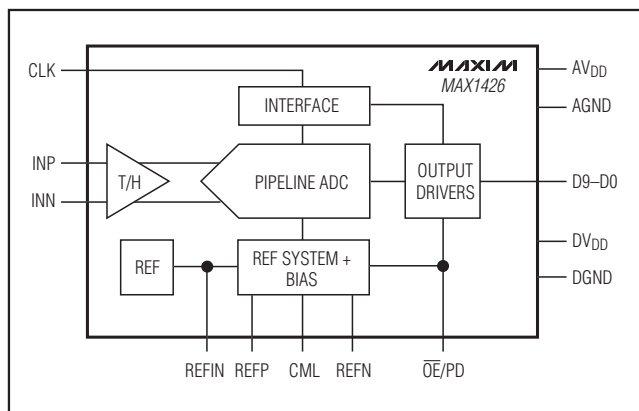 CLK
MAXIM
MAX1426
AVDD
AGND
INTERFACE
INP
INN
T/H
PIPELINE ADC
OUTPUT
DRIVERS
D9–D0
REF
REF SYSTEM +
BIAS
DVDD
DGND
REFIN
REFP
CML
REFN
O̅E̅/PD